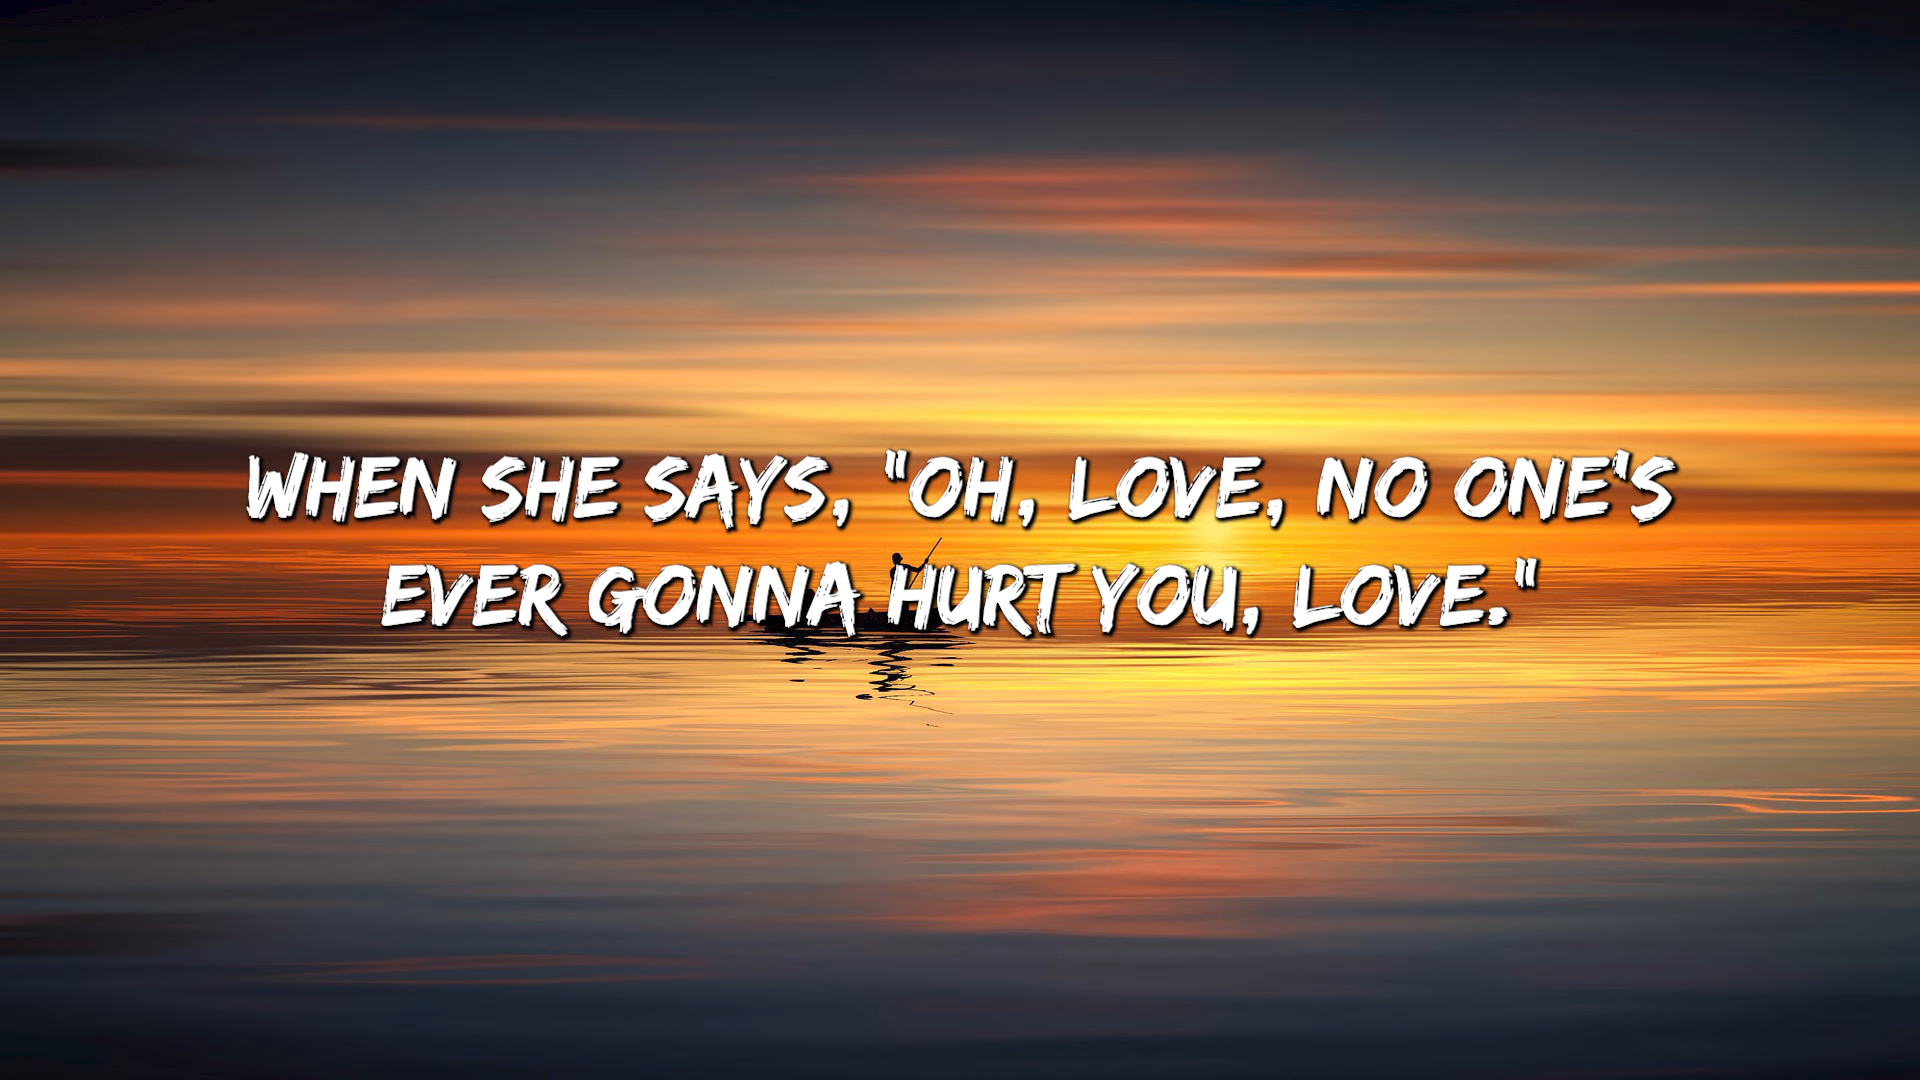 WHEN SHE SAYS, "OH, LOVE, NO ONE'S
EVER GONNA HURT YOU, LOVE."